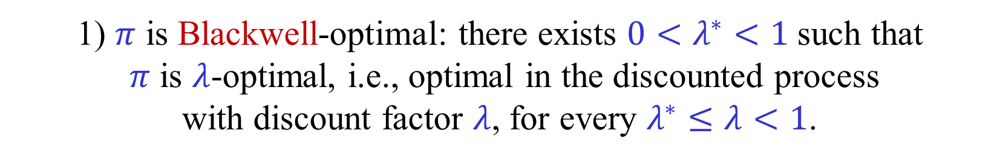 1) π is Blackwell-optimal: there exists 0 < λ* < 1 such that
π is λ-optimal, i.e., optimal in the discounted process
with discount factor λ, for every λ* ≤ λ < 1.